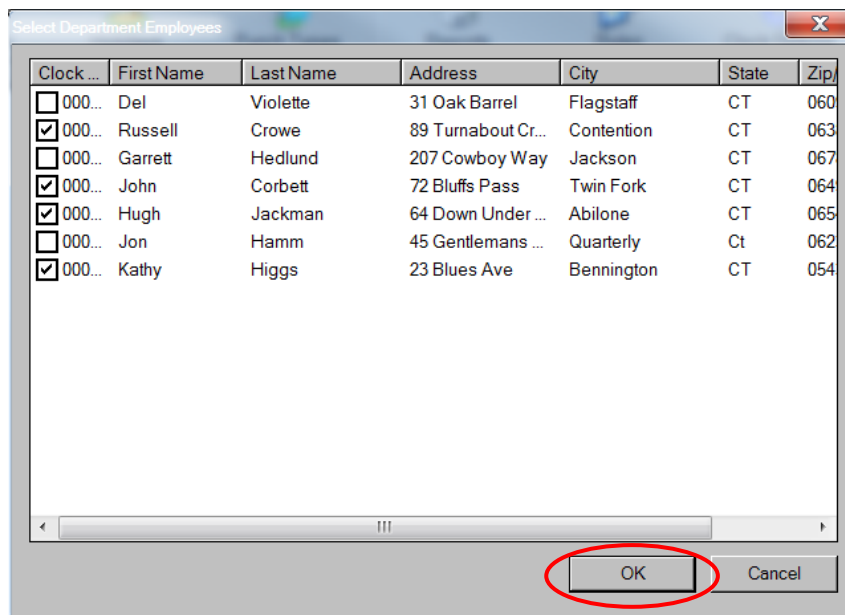 Select Department Employees X
Clock ... First Name Last Name Address City State Zip/
000... Del Violette 31 Oak Barrel Flagstaff CT 060
000... Russell Crowe 89 Turnabout Cr... Contention CT 063
000... Garrett Hedlund 207 Cowboy Way Jackson CT 067
000... John Corbett 72 Bluffs Pass Twin Fork CT 064
000... Hugh Jackman 64 Down Under ... Abilone CT 065
000... Jon Hamm 45 Gentlemans ... Quarterly Ct 062
000... Kathy Higgs 23 Blues Ave Bennington CT 054
OK Cancel